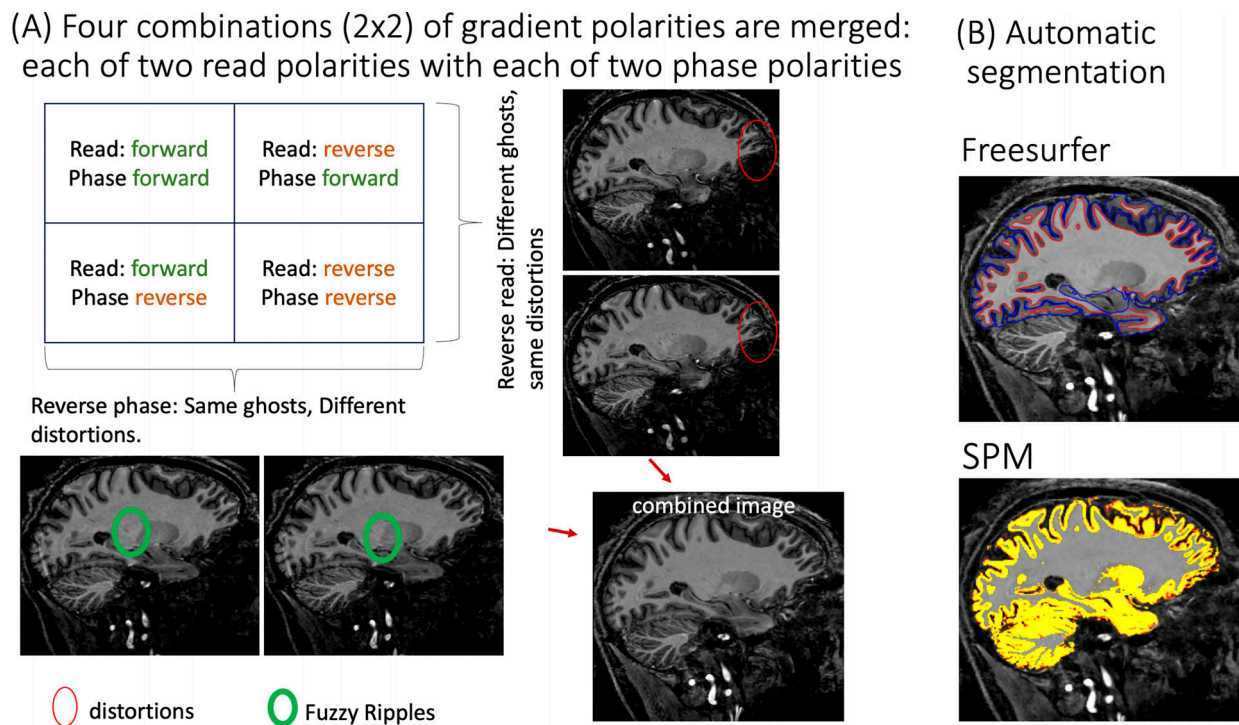 (A) Four combinations (2x2) of gradient polarities are merged:
each of two read polarities with each of two phase polarities
Read: forward
Phase forward
Read: reverse
Phase forward
Read: forward
Phase reverse
Read: reverse
Phase reverse
Reverse read: Different ghosts,
same distortions
Reverse phase: Same ghosts, Different
distortions.
combined image
distortions
Fuzzy Ripples
(B) Automatic
segmentation
Freesurfer
SPM